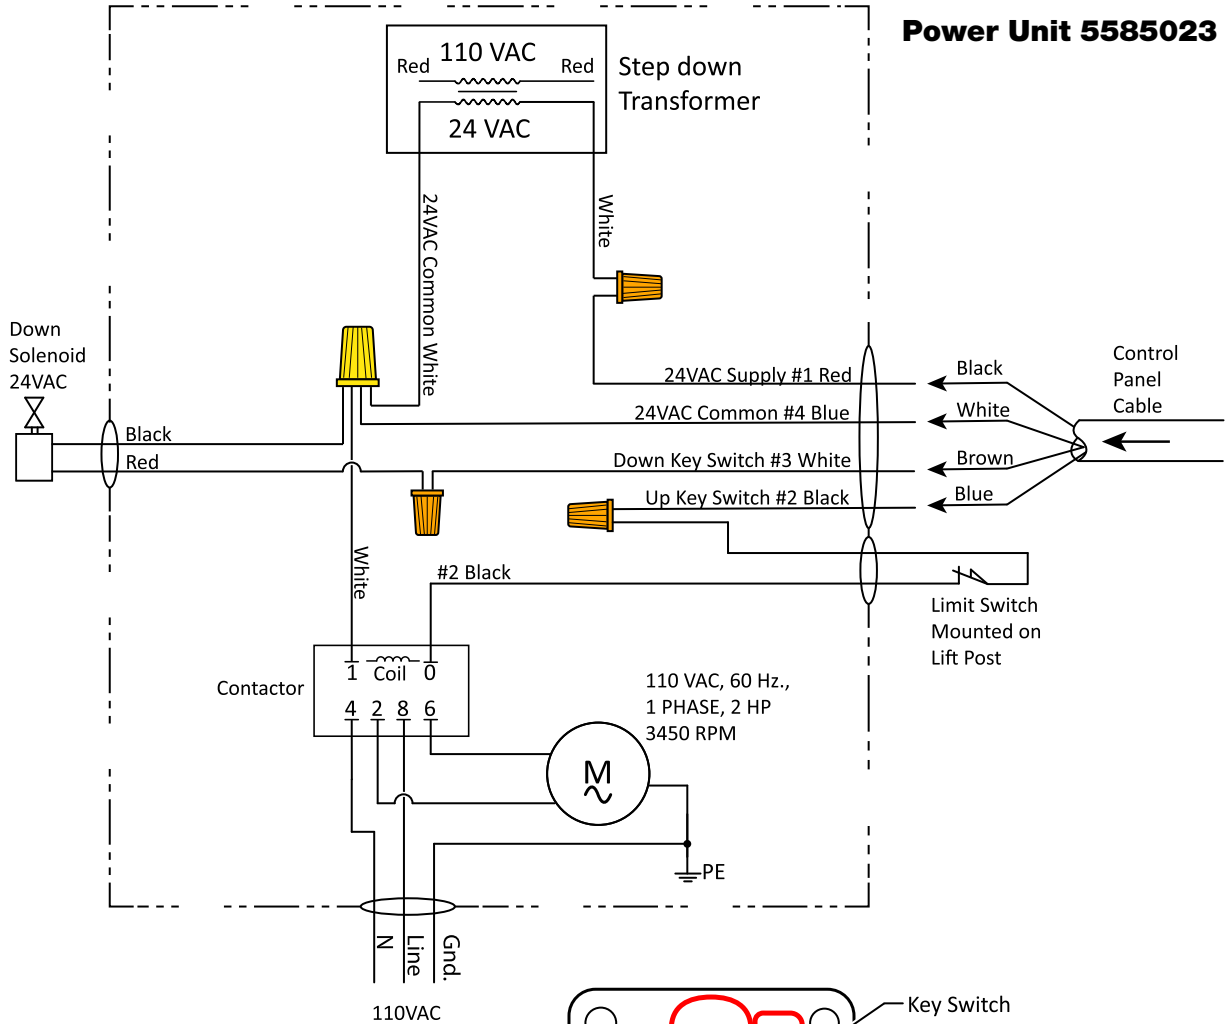 Power Unit 5585023
110 VAC
Red
Red
24 VAC
Step down
Transformer
24VAC Common White
White
Down
Solenoid
24VAC
Black
Red
24VAC Supply #1 Red
24VAC Common #4 Blue
Down Key Switch #3 White
Up Key Switch #2 Black
Black
White
Brown
Blue
Control
Panel
Cable
White
#2 Black
Limit Switch
Mounted on
Lift Post
Contactor
1 Coil 0
4 2 8 6
110 VAC, 60 Hz.,
1 PHASE, 2 HP
3450 RPM
M
PE
N
Line
Gnd.
110VAC
Key Switch